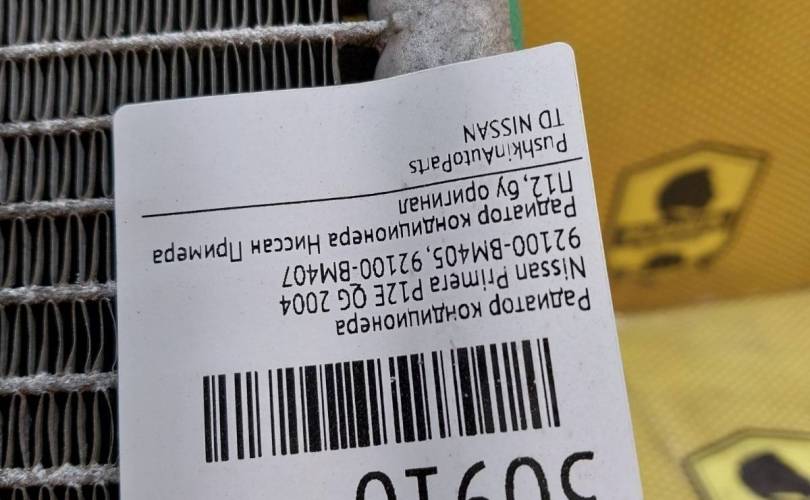 Радиатор кондиционера
Nissan Primera P12E QG 2004
92100-BM405, 92100-BM407
Радиатор кондиционера Ниссан Примера
П12, бу оригинал
PushkinAutoParts
TD NISSAN